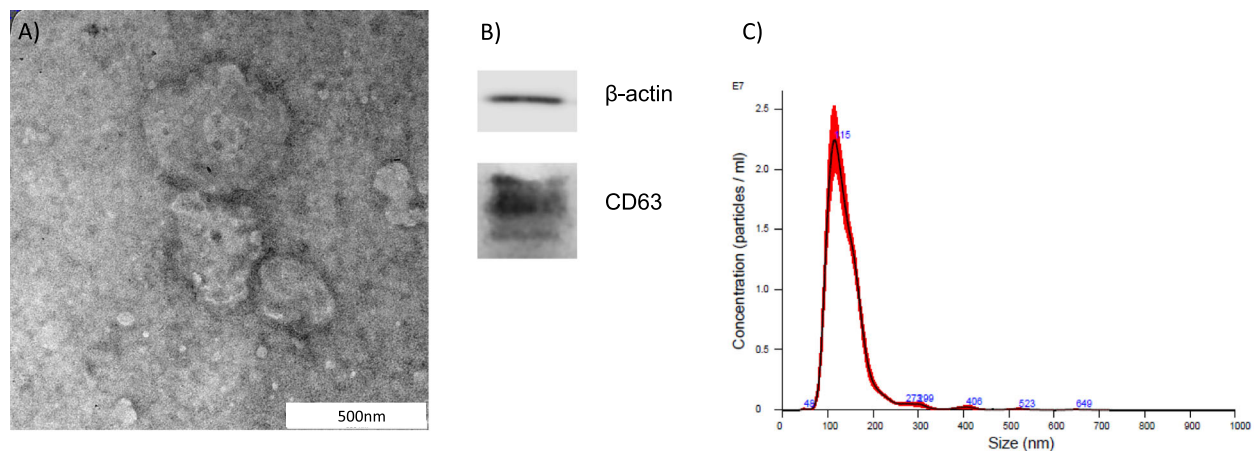 A)
500nm
B)
β-actin
CD63
C)
E7
Concentration (particles / ml)
2.5
2.0
1.5
1.0
0.5
0
115
48
273
299
406
523
649
0 100 200 300 400 500 600 700 800 900 1000
Size (nm)